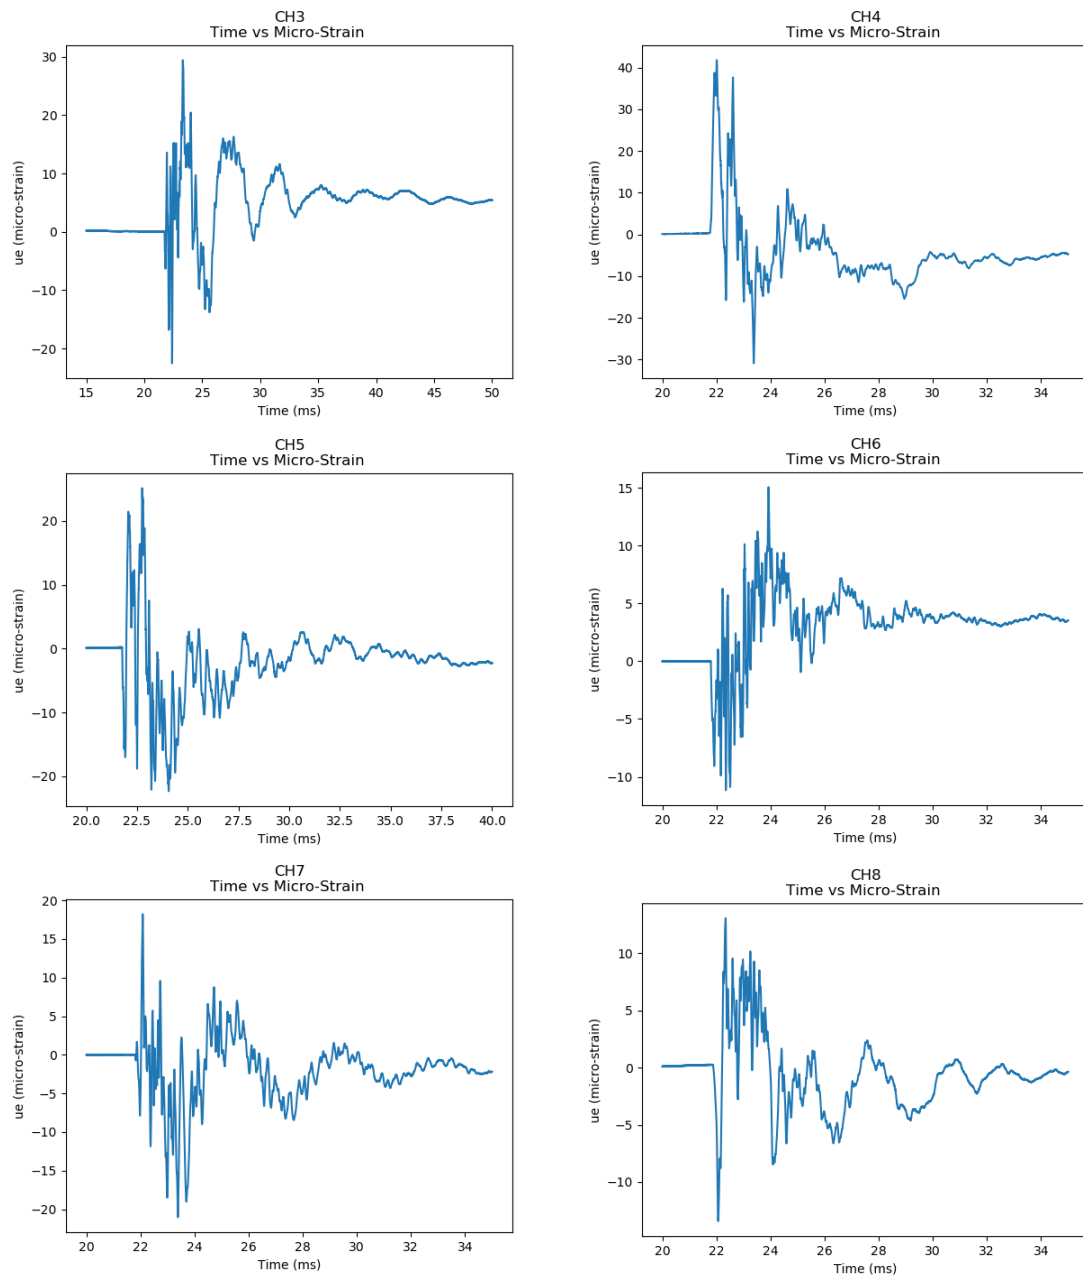 CH3
Time vs Micro-Strain
30
20
10
0
−10
−20
ue (micro-strain)
15 20 25 30 35 40 45 50
Time (ms)
CH4
Time vs Micro-Strain
40
30
20
10
0
−10
−20
−30
ue (micro-strain)
20 22 24 26 28 30 32 34
Time (ms)
CH5
Time vs Micro-Strain
20
10
0
−10
−20
ue (micro-strain)
20.0 22.5 25.0 27.5 30.0 32.5 35.0 37.5 40.0
Time (ms)
CH6
Time vs Micro-Strain
15
10
5
0
−5
−10
ue (micro-strain)
20 22 24 26 28 30 32 34
Time (ms)
CH7
Time vs Micro-Strain
20
15
10
5
0
−5
−10
−15
−20
ue (micro-strain)
20 22 24 26 28 30 32 34
Time (ms)
CH8
Time vs Micro-Strain
10
5
0
−5
−10
ue (micro-strain)
20 22 24 26 28 30 32 34
Time (ms)